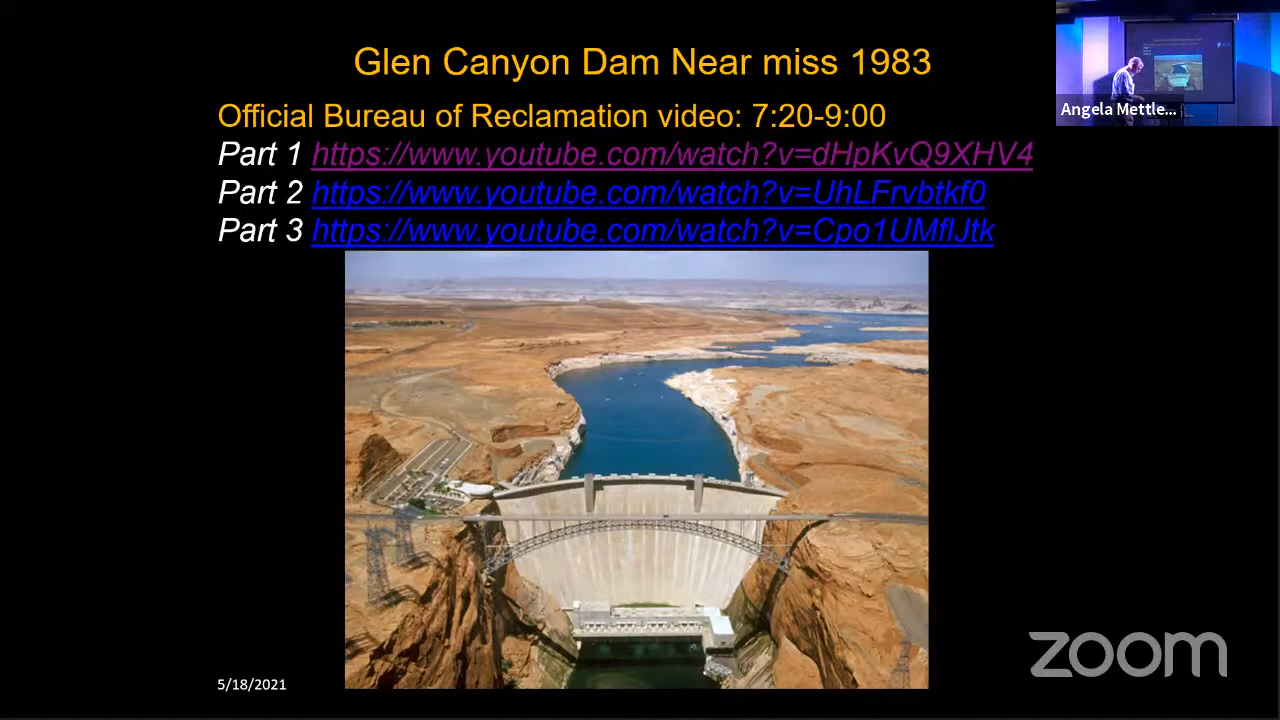 Glen Canyon Dam Near miss 1983
Official Bureau of Reclamation video: 7:20-9:00
Part 1 https://www.youtube.com/watch?v=dHpKvQ9XHV4
Part 2 https://www.youtube.com/watch?v=UhLFrvbtkf0
Part 3 https://www.youtube.com/watch?v=Cpo1UMflJtk
Angela Mettle...
5/18/2021
zoom